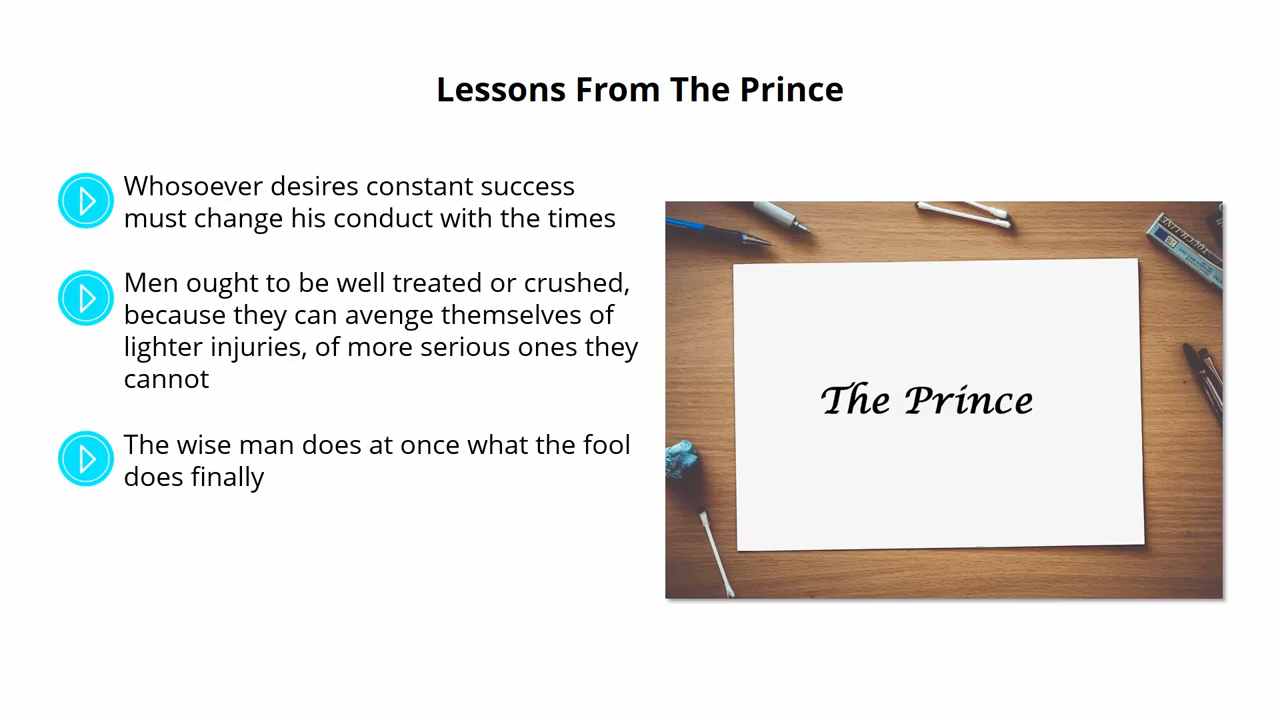 Lessons From The Prince
Whosoever desires constant success
must change his conduct with the times
Men ought to be well treated or crushed,
because they can avenge themselves of
lighter injuries, of more serious ones they
cannot
The wise man does at once what the fool
does finally
The Prince